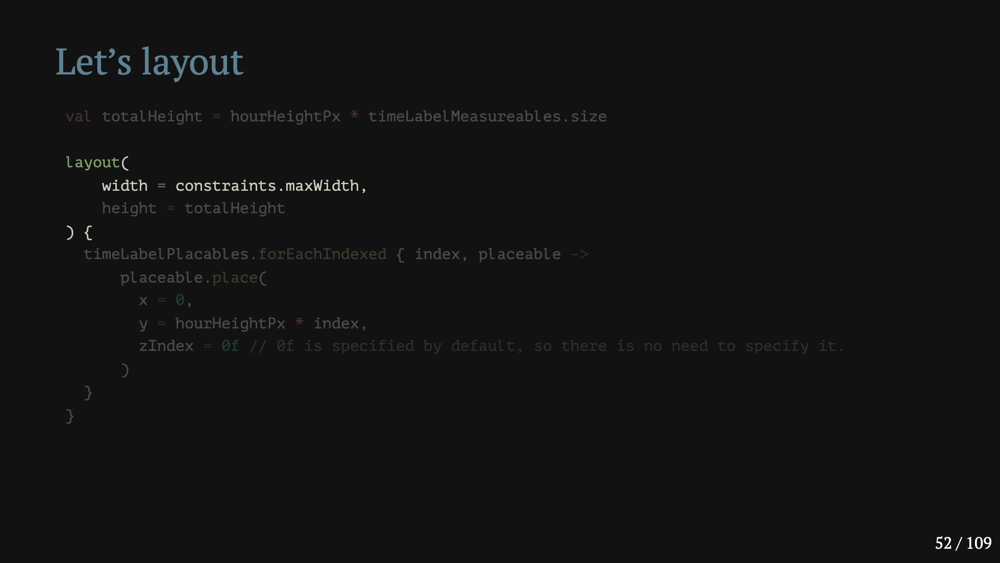 Let’s layout
val totalHeight = hourHeightPx * timeLabelMeasureables.size
layout(
    width = constraints.maxWidth,
    height = totalHeight
) {
  timeLabelPlacables.forEachIndexed { index, placeable ->
      placeable.place(
        x = 0,
        y = hourHeightPx * index,
        zIndex = 0f // 0f is specified by default, so there is no need to specify it.
      )
  }
}
52 / 109